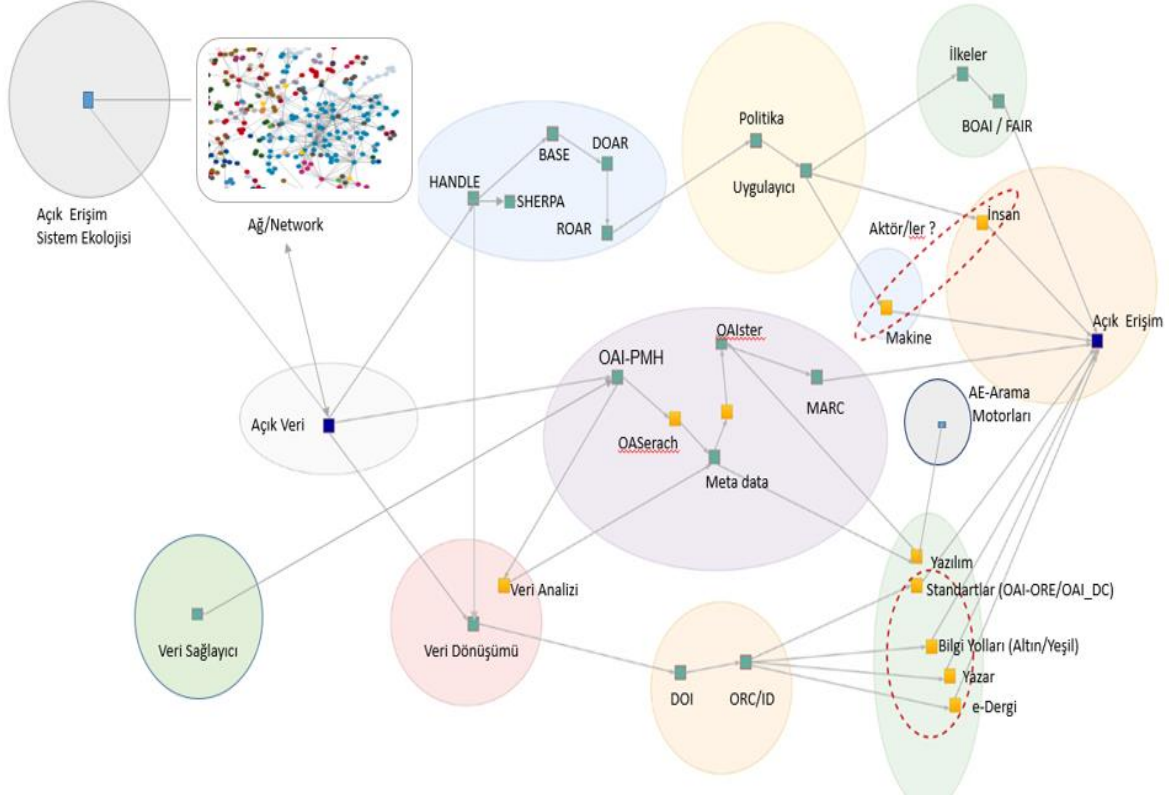 İlkeler
BOAI / FAIR
Politika
Uygulayıcı
BASE
DOAR
HANDLE
SHERPA
ROAR
Açık Erişim
Sistem Ekolojisi
Ağ/Network
İnsan
Aktör/ler ?
Makine
Açık Erişim
OAIster
OAI-PMH
MARC
OASerach
Meta data
Açık Veri
AE-Arama
Motorları
Yazılım
Standartlar (OAI-ORE/OAI_DC)
Veri Analizi
Veri Sağlayıcı
Veri Dönüşümü
Bilgi Yolları (Altın/Yeşil)
Yazar
e-Dergi
DOI
ORC/ID